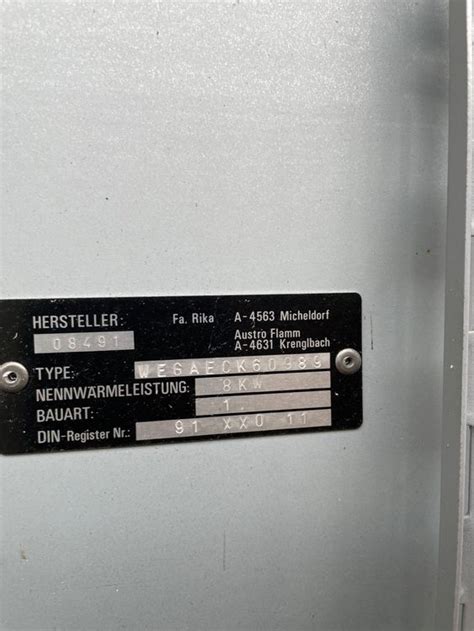 HERSTELLER: Fa. Rika A-4563 Micheldorf
08491 Austro Flamm
A-4631 Krenglbach
TYPE:
NENNWÄRMELEISTUNG: 8KW
BAUART: 1.
DIN-Register Nr.: 91 XXO 11